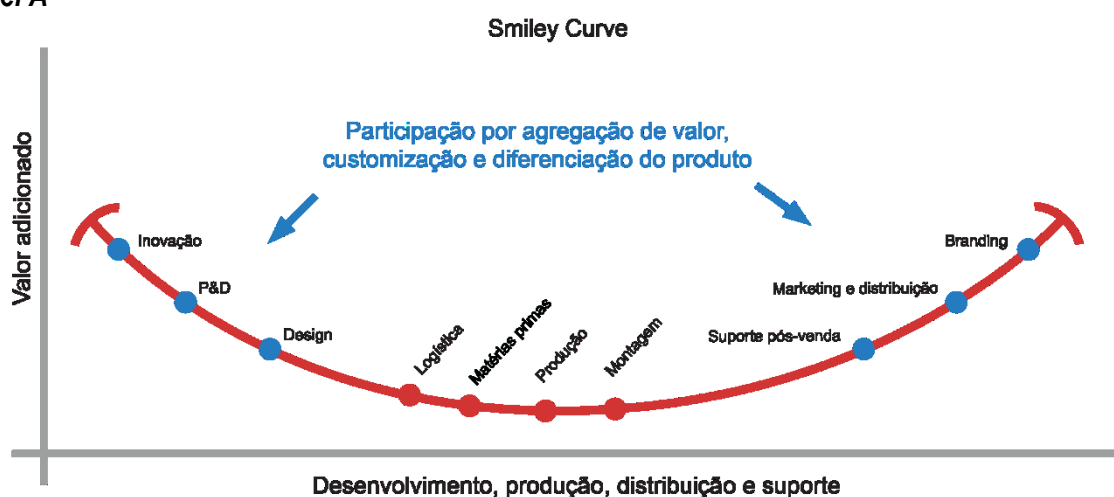 Smiley Curve
Participação por agregação de valor,
customização e diferenciação do produto
Valor adicionado
Inovação
P&D
Design
Logística
Matérias primas
Produção
Montagem
Suporte pós-venda
Marketing e distribuição
Branding
Desenvolvimento, produção, distribuição e suporte